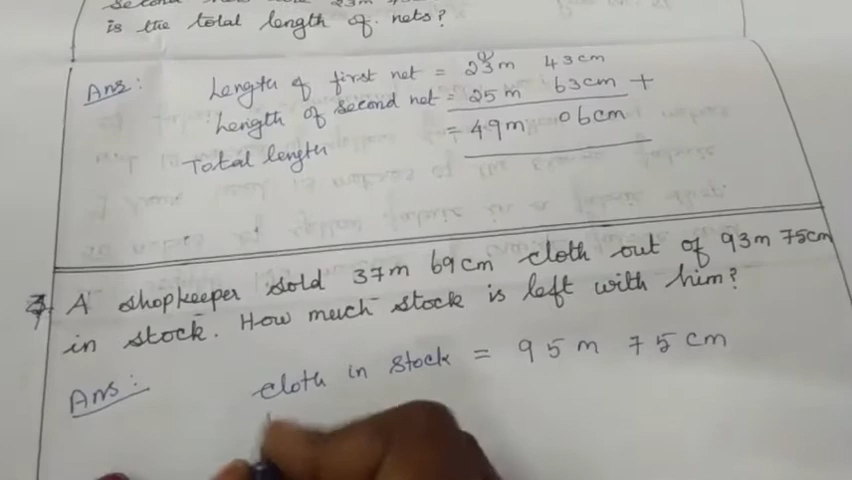 is the total length of nets?
Ans: Length of first net = 23m 43cm
Length of second net = 25m 63cm +
Total length = 49m 06cm
7 A shopkeeper sold 37m 69cm cloth out of 93m 75cm
in stock. How much stock is left with him?
Ans: cloth in stock = 95m 75cm